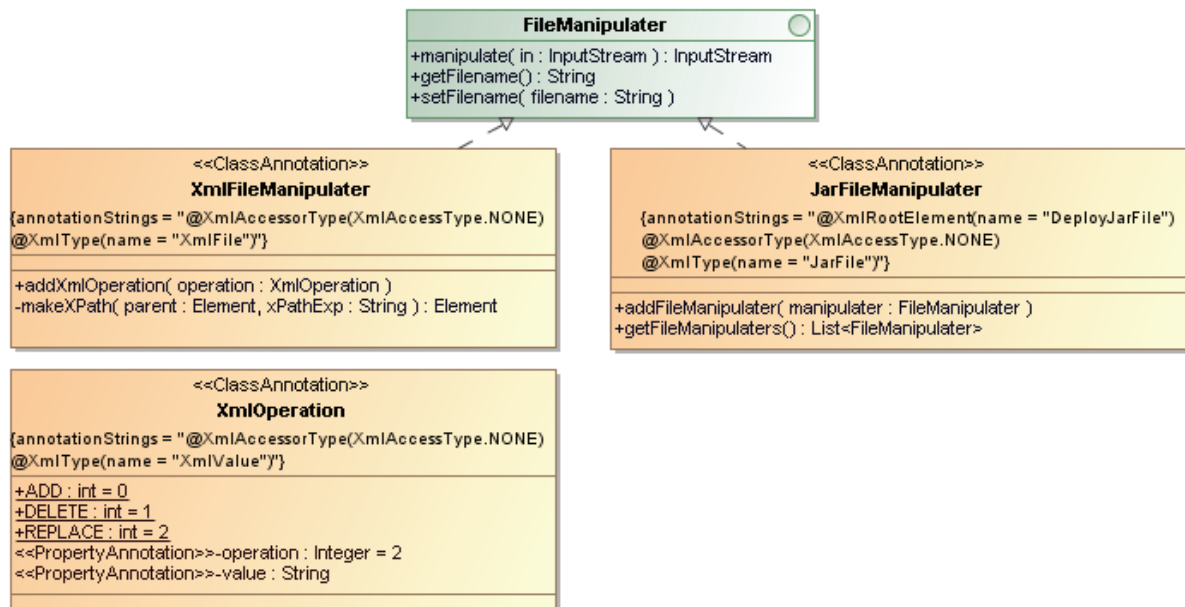 FileManipulater
+manipulate( in : InputStream ) : InputStream
+getFilename() : String
+setFilename( filename : String )
<<ClassAnnotation>>
XmlFileManipulater
{annotationStrings = "@XmlAccessorType(XmlAccessType.NONE)
@XmlType(name = "XmlFile")"}
+addXmlOperation( operation : XmlOperation )
-makeXPath( parent : Element, xPathExp : String ) : Element
<<ClassAnnotation>>
JarFileManipulater
{annotationStrings = "@XmlRootElement(name = "DeployJarFile")
@XmlAccessorType(XmlAccessType.NONE)
@XmlType(name = "JarFile")"}
+addFileManipulater( manipulater : FileManipulater )
+getFileManipulaters() : List<FileManipulater>
<<ClassAnnotation>>
XmlOperation
{annotationStrings = "@XmlAccessorType(XmlAccessType.NONE)
@XmlType(name = "XmlValue")"}
+ADD : int = 0
+DELETE : int = 1
+REPLACE : int = 2
<<PropertyAnnotation>>-operation : Integer = 2
<<PropertyAnnotation>>-value : String